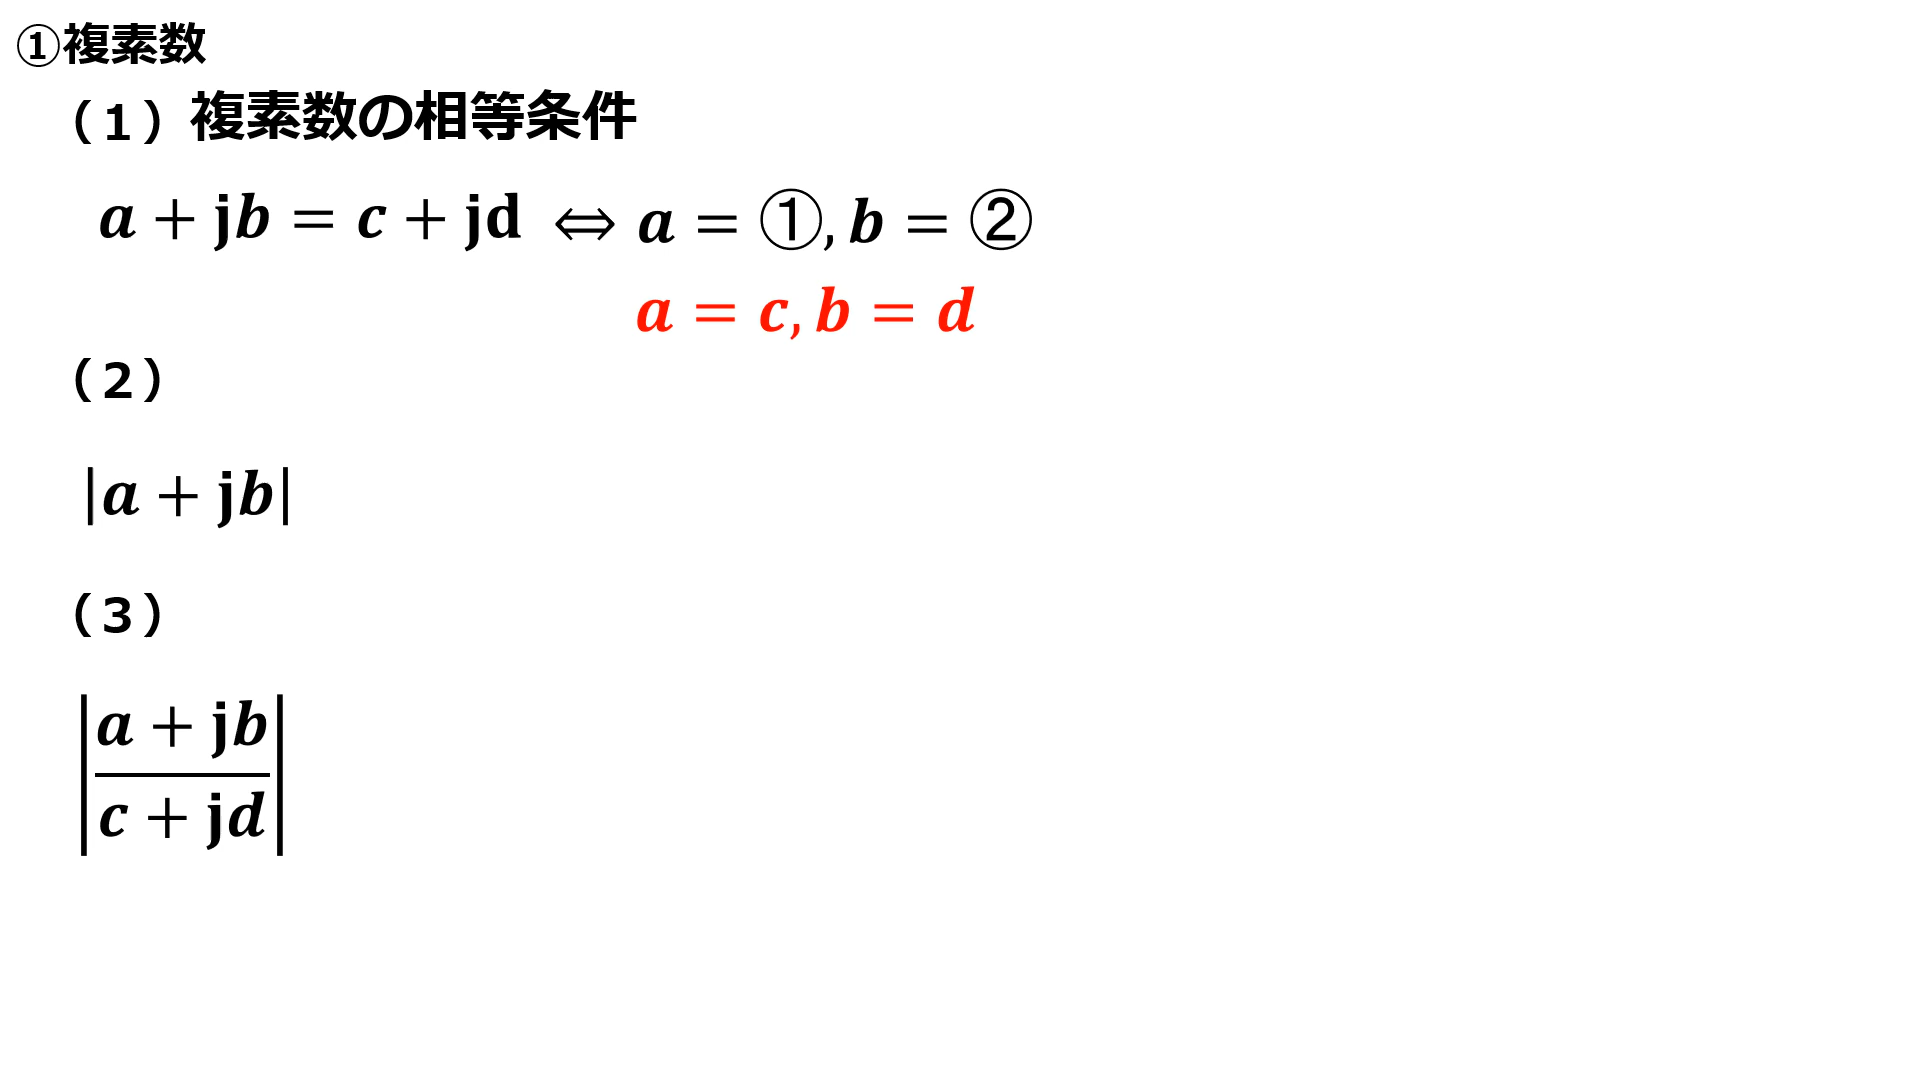 ①複素数
（1）複素数の相等条件
a + jb = c + jd ⇔ a = ①, b = ②
a = c, b = d
（2）
|a + jb|
（3）
|a + jb
c + jd|